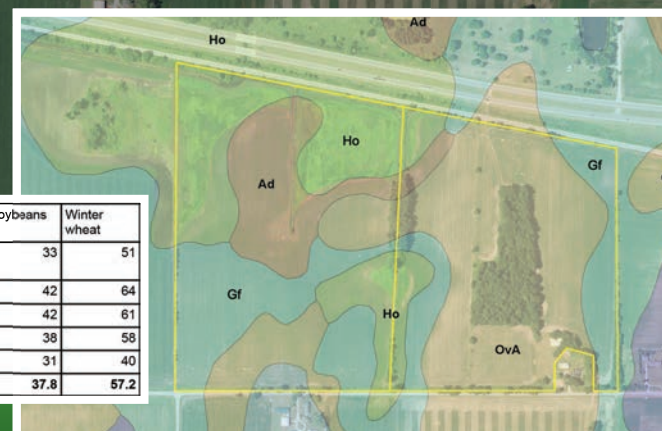 Ad
Ho
Ho
Gf
Ad
Winter
wheat
33 51
42 64
Gf
42 61
Ho
38 58
OvA
31 40
37.8 57.2